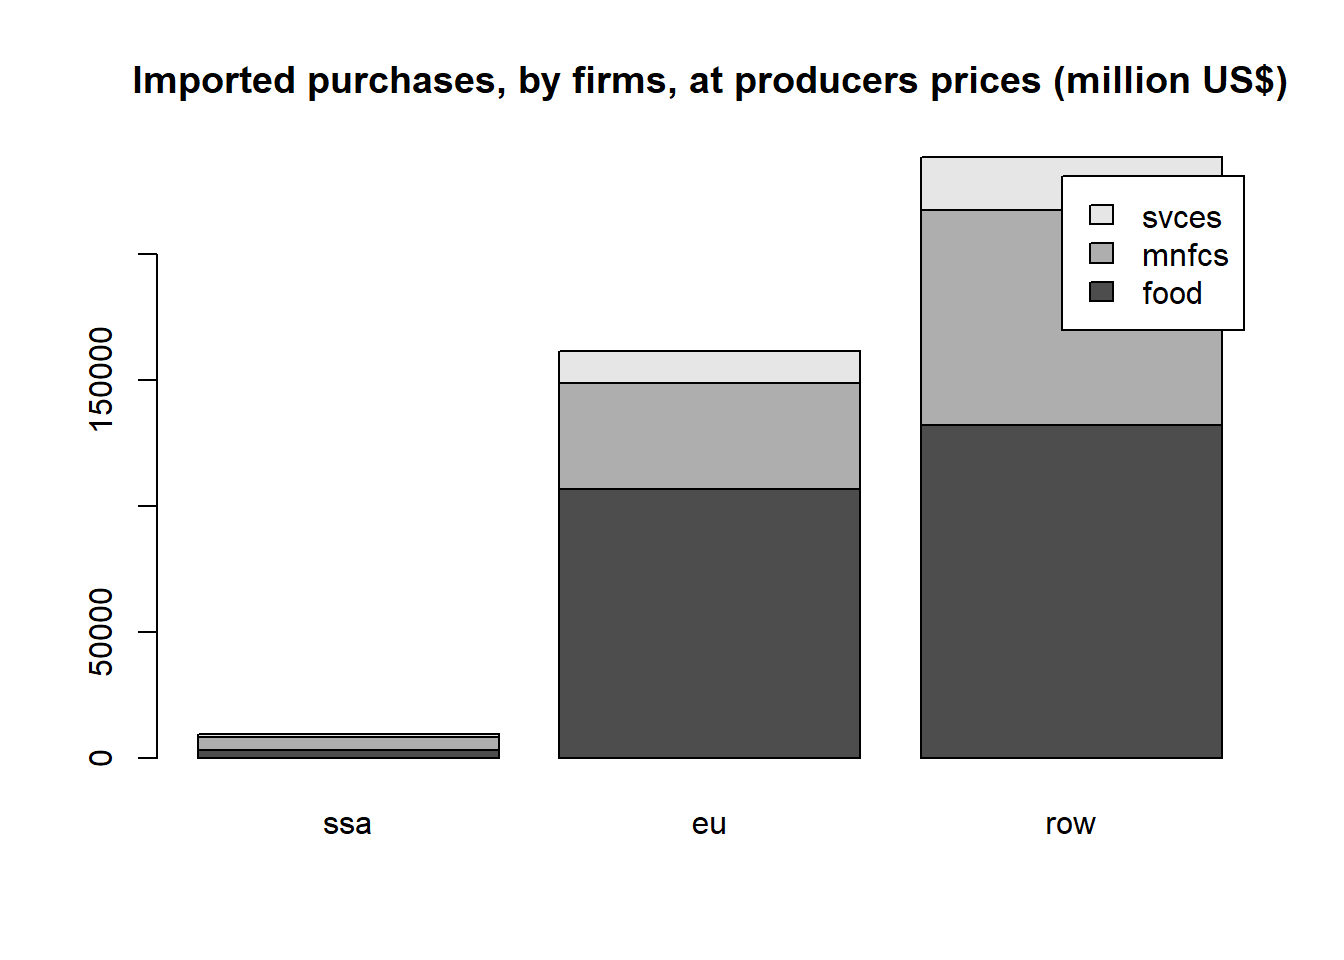 Imported purchases, by firms, at producers prices (million US$)
svces
mnfcs
food
150000
50000
0
ssa
eu
row